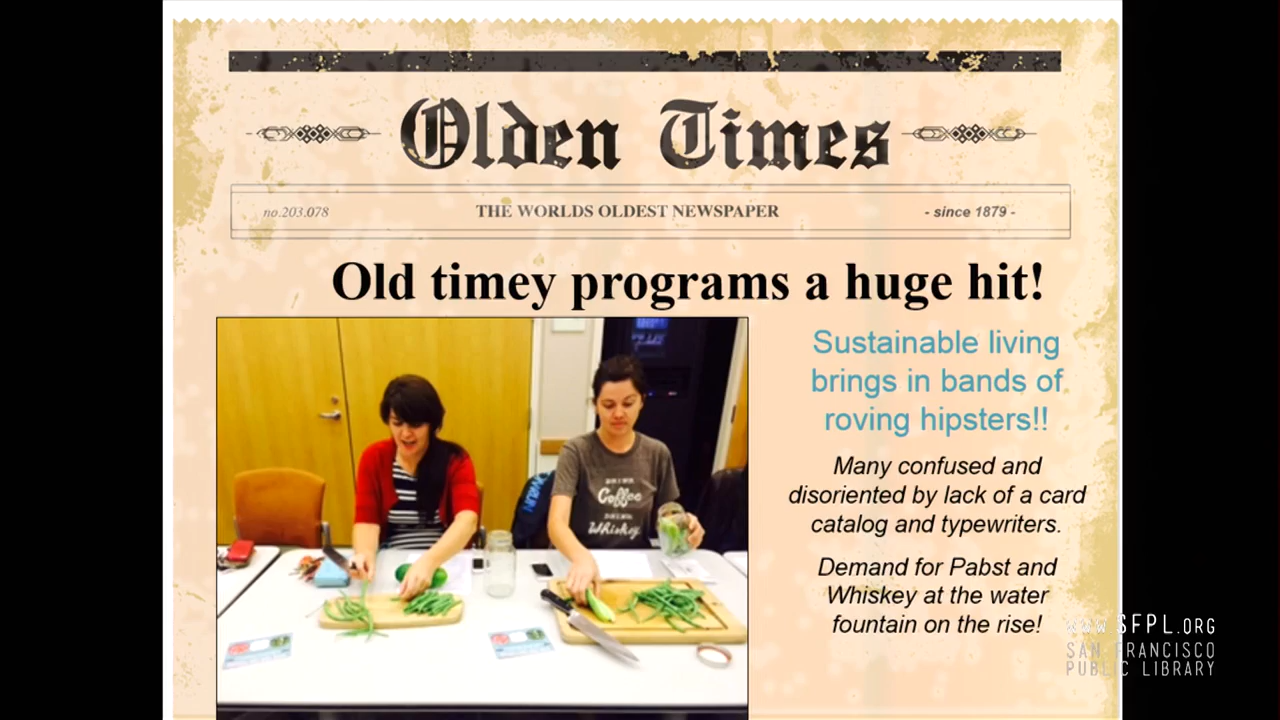 Olden Times
no.203.078
THE WORLDS OLDEST NEWSPAPER
- since 1879 -
Old timey programs a huge hit!
Sustainable living
brings in bands of
roving hipsters!!
Many confused and
disoriented by lack of a card
catalog and typewriters.
Demand for Pabst and
Whiskey at the water
fountain on the rise!
Coffee
Whiskey
www.SFPL.ORG
SAN FRANCISCO
PUBLIC LIBRARY